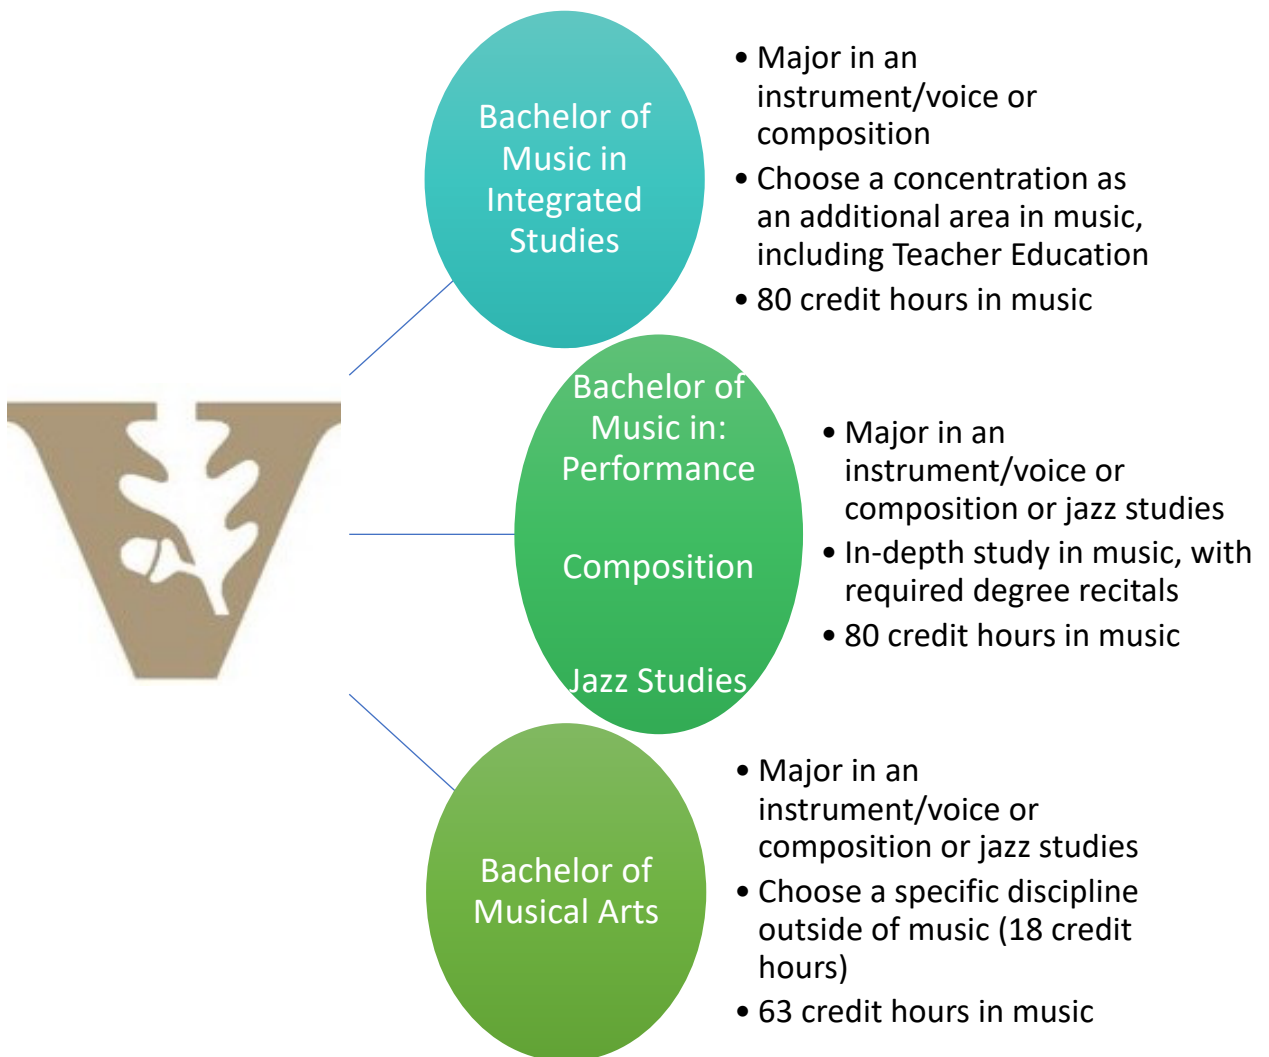 Bachelor of
Music in
Integrated
Studies
• Major in an
instrument/voice or
composition
• Choose a concentration as
an additional area in music,
including Teacher Education
• 80 credit hours in music
Bachelor of
Music in:
Performance
Composition
Jazz Studies
• Major in an
instrument/voice or
composition or jazz studies
• In-depth study in music, with
required degree recitals
• 80 credit hours in music
Bachelor of
Musical Arts
• Major in an
instrument/voice or
composition or jazz studies
• Choose a specific discipline
outside of music (18 credit
hours)
• 63 credit hours in music
V